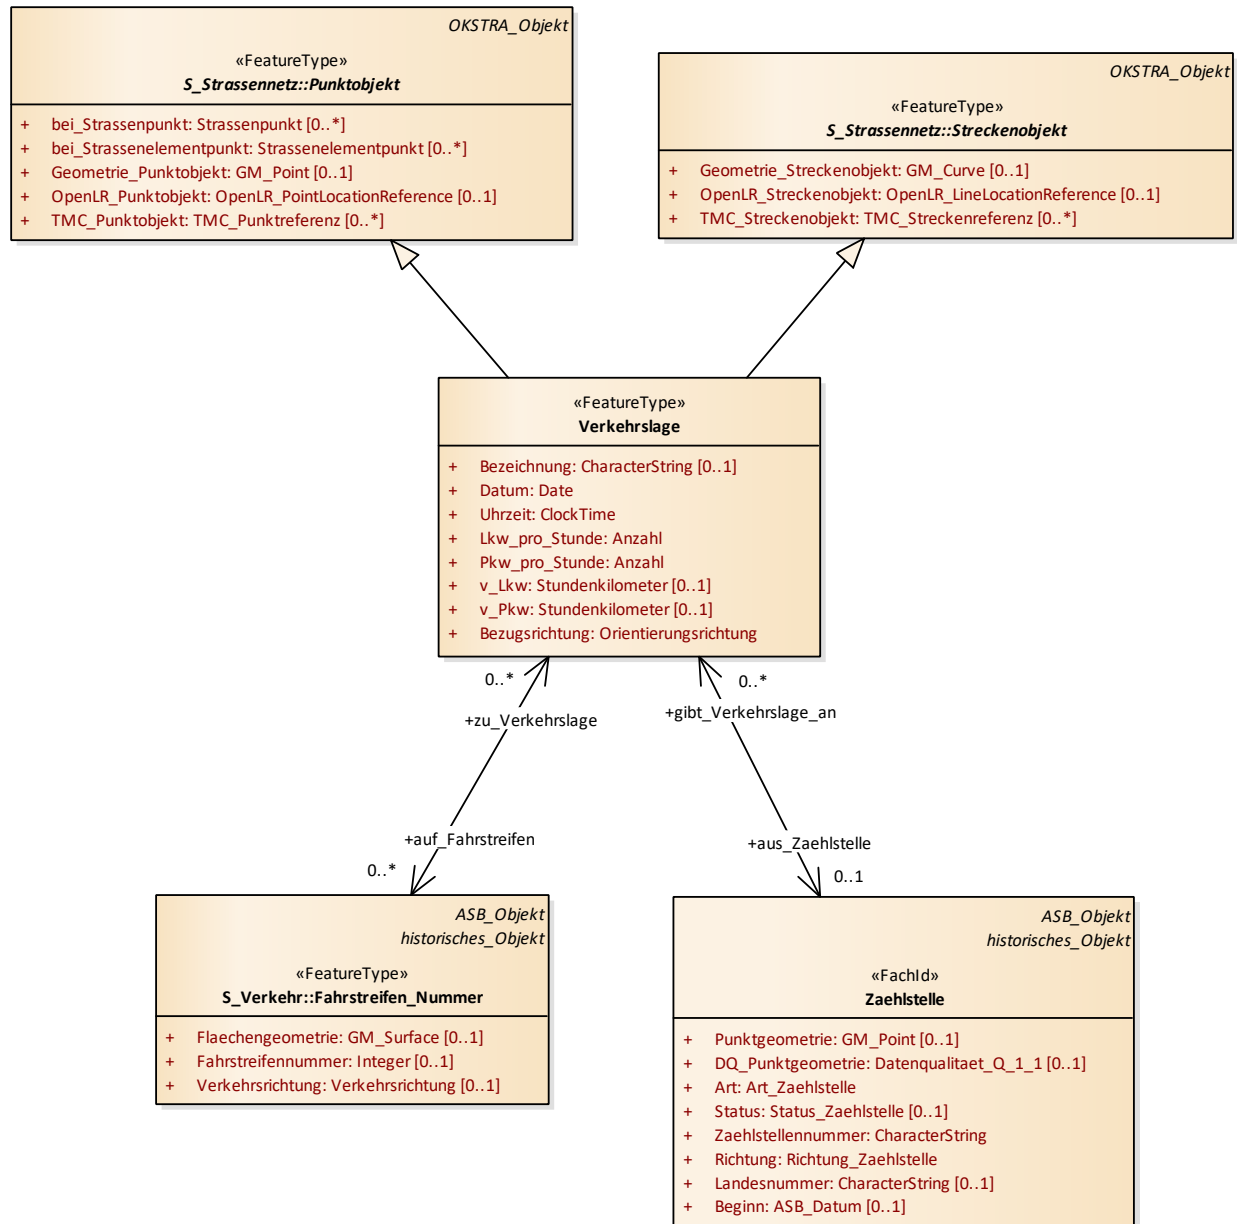 OKSTRA_Objekt
«FeatureType»
S_Strassennetz::Punktobjekt
+ bei_Strassenpunkt: Strassenpunkt [0..*]
+ bei_Strassenelementpunkt: Strassenelementpunkt [0..*]
+ Geometrie_Punktobjekt: GM_Point [0..1]
+ OpenLR_Punktobjekt: OpenLR_PointLocationReference [0..1]
+ TMC_Punktobjekt: TMC_Punktreferenz [0..*]
OKSTRA_Objekt
«FeatureType»
S_Strassennetz::Streckenobjekt
+ Geometrie_Streckenobjekt: GM_Curve [0..1]
+ OpenLR_Streckenobjekt: OpenLR_LineLocationReference [0..1]
+ TMC_Streckenobjekt: TMC_Streckenreferenz [0..*]
«FeatureType»
Verkehrslage
+ Bezeichnung: CharacterString [0..1]
+ Datum: Date
+ Uhrzeit: ClockTime
+ Lkw_pro_Stunde: Anzahl
+ Pkw_pro_Stunde: Anzahl
+ v_Lkw: Stundenkilometer [0..1]
+ v_Pkw: Stundenkilometer [0..1]
+ Bezugsrichtung: Orientierungsrichtung
0..*
+zu_Verkehrslage
0..*
+gibt_Verkehrslage_an
+auf_Fahrstreifen
0..*
+aus_Zaehlstelle
0..1
ASB_Objekt
historisches_Objekt
«FeatureType»
S_Verkehr::Fahrstreifen_Nummer
+ Flaechengeometrie: GM_Surface [0..1]
+ Fahrstreifennummer: Integer [0..1]
+ Verkehrsrichtung: Verkehrsrichtung [0..1]
ASB_Objekt
historisches_Objekt
«FachId»
Zaehlstelle
+ Punktgeometrie: GM_Point [0..1]
+ DQ_Punktgeometrie: Datenqualitaet_Q_1_1 [0..1]
+ Art: Art_Zaehlstelle
+ Status: Status_Zaehlstelle [0..1]
+ Zaehlstellennummer: CharacterString
+ Richtung: Richtung_Zaehlstelle
+ Landesnummer: CharacterString [0..1]
+ Beginn: ASB_Datum [0..1]